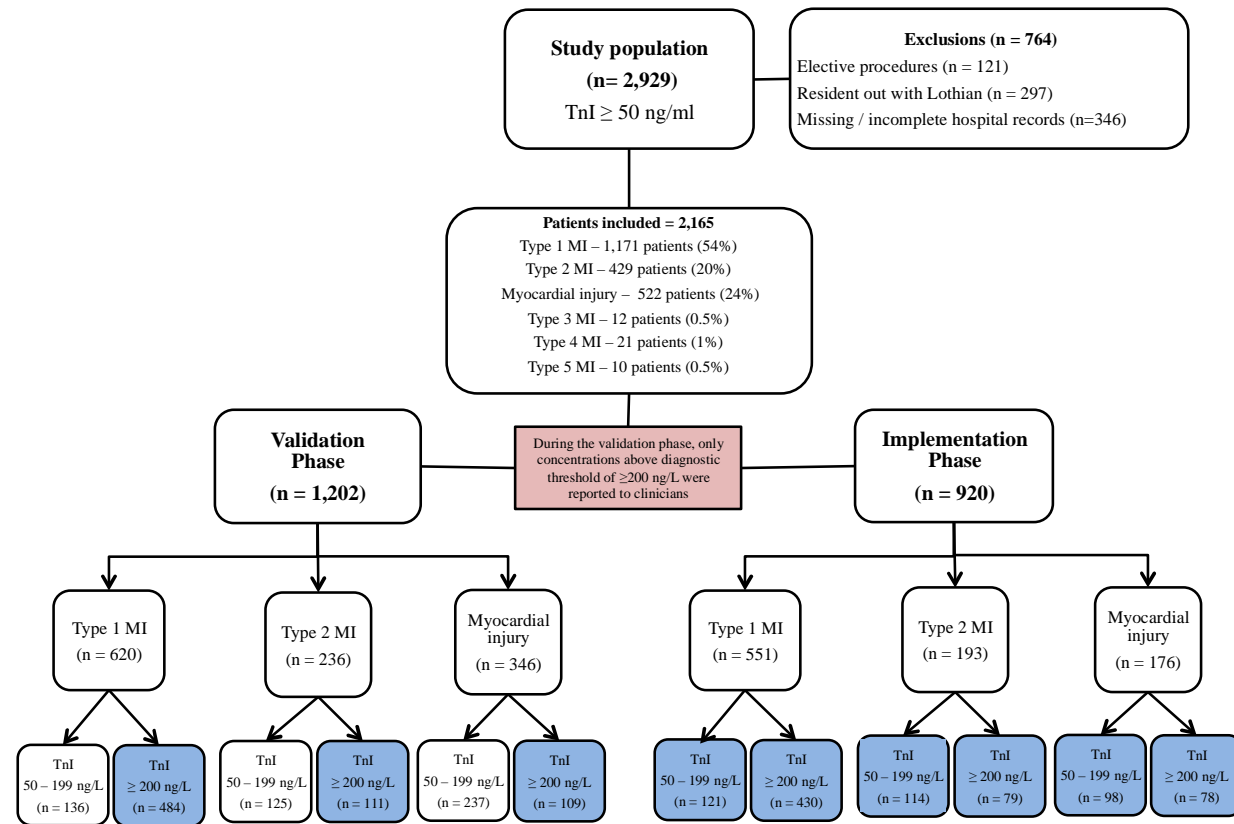 Study population
(n= 2,929)
TnI ≥ 50 ng/ml
Exclusions (n = 764)
Elective procedures (n = 121)
Resident out with Lothian (n = 297)
Missing / incomplete hospital records (n=346)
Patients included = 2,165
Type 1 MI – 1,171 patients (54%)
Type 2 MI – 429 patients (20%)
Myocardial injury – 522 patients (24%)
Type 3 MI – 12 patients (0.5%)
Type 4 MI – 21 patients (1%)
Type 5 MI – 10 patients (0.5%)
Validation
Phase
(n = 1,202)
During the validation phase, only
concentrations above diagnostic
threshold of ≥200 ng/L were
reported to clinicians
Implementation
Phase
(n = 920)
Type 1 MI
(n = 620)
Type 2 MI
(n = 236)
Myocardial
injury
(n = 346)
Type 1 MI
(n = 551)
Type 2 MI
(n = 193)
Myocardial
injury
(n = 176)
TnI
50 – 199 ng/L
(n = 136)
TnI
≥ 200 ng/L
(n = 484)
TnI
50 – 199 ng/L
(n = 125)
TnI
≥ 200 ng/L
(n = 111)
TnI
50 – 199 ng/L
(n = 237)
TnI
≥ 200 ng/L
(n = 109)
TnI
50 – 199 ng/L
(n = 121)
TnI
≥ 200 ng/L
(n = 430)
TnI
50 – 199 ng/L
(n = 114)
TnI
≥ 200 ng/L
(n = 79)
TnI
50 – 199 ng/L
(n = 98)
TnI
≥ 200 ng/L
(n = 78)